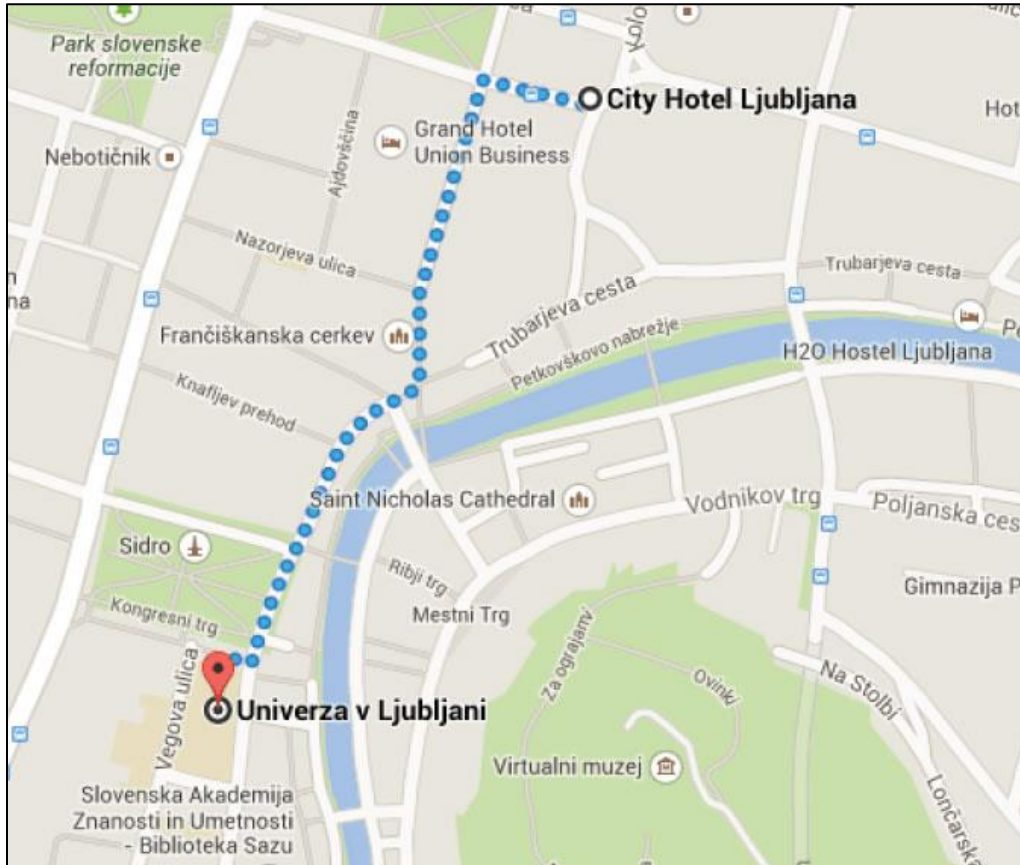 Park slovenske
reformacije
Kolo
City Hotel Ljubljana
Hot
Grand Hotel
Union Business
Nebotičnik
Ajdovščina
Nazorjeva ulica
Trubarjeva cesta
Trubarjeva cesta
na
Frančiškanska cerkev
Petkovškovo nabrežje
Pe
H2O Hostel Ljubljana
Knafljev prehod
Saint Nicholas Cathedral
Vodnikov trg
Poljanska ces
Sidro
Ribji trg
Gimnazija P
Kongresni trg
Mestni Trg
Za ograjami
Ovinki
Na Stolbi
Vegova ulica
Univerza v Ljubljani
Virtualni muzej
Lončarska
Slovenska Akademija
Znanosti in Umetnosti
- Biblioteka Sazu